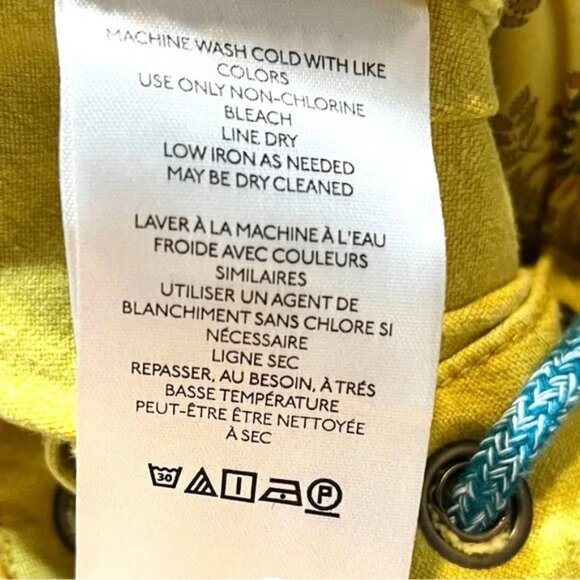 MACHINE WASH COLD WITH LIKE
COLORS
USE ONLY NON-CHLORINE
BLEACH
LINE DRY
LOW IRON AS NEEDED
MAY BE DRY CLEANED
LAVER À LA MACHINE À L'EAU
FROIDE AVEC COULEURS
SIMILAIRES
UTILISER UN AGENT DE
BLANCHIMENT SANS CHLORE SI
NÉCESSAIRE
LIGNE SEC
REPASSER, AU BESOIN, À TRÉS
BASSE TEMPÉRATURE
PEUT-ÊTRE ÊTRE NETTOYÉE
À SEC
30 P